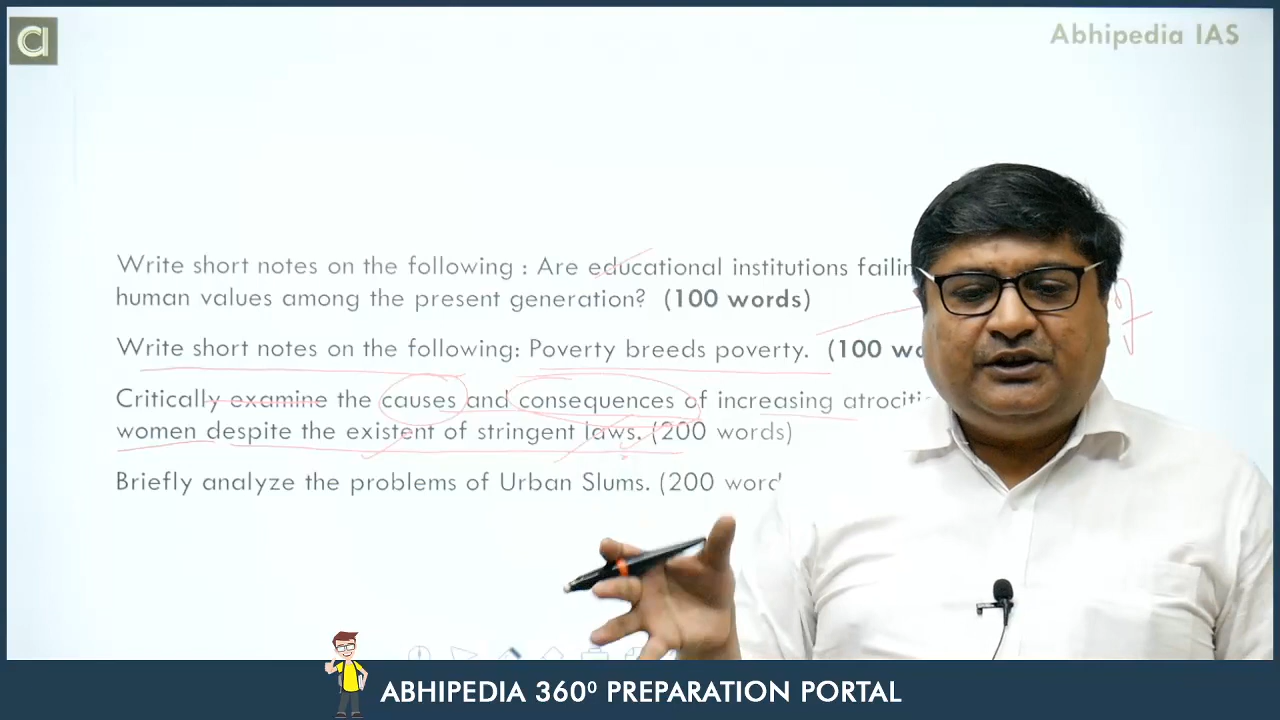 Abhipedia IAS
Write short notes on the following : Are educational institutions
human values among the present generation? (100 words)
Write short notes on the following: Poverty breeds poverty. (100
Critically examine the causes and consequences of increasing
women despite the existent of stringent laws. (200 words)
Briefly analyze the problems of Urban Slums. (200
ABHIPEDIA 360⁰ PREPARATION PORTAL